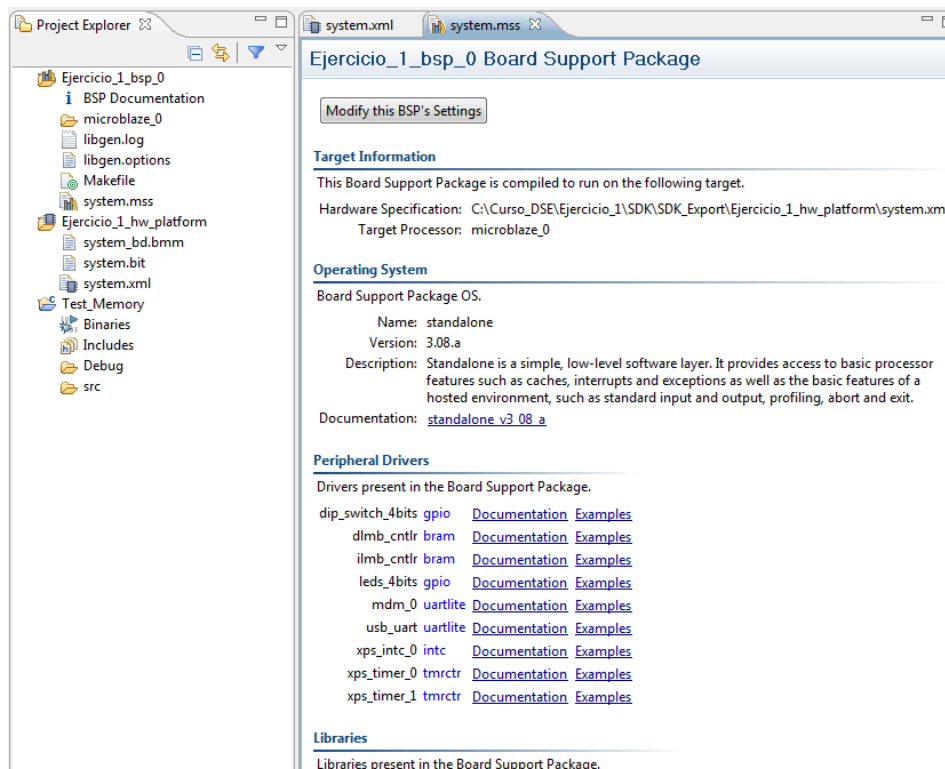 Project Explorer
Ejercicio_1_bsp_0
BSP Documentation
microblaze_0
libgen.log
libgen.options
Makefile
system.mss
Ejercicio_1_hw_platform
system_bd.bmm
system.bit
system.xml
Test_Memory
Binaries
Includes
Debug
src
system.xml system.mss
Ejercicio_1_bsp_0 Board Support Package
Modify this BSP's Settings
Target Information
This Board Support Package is compiled to run on the following target.
Hardware Specification: C:\Curso_DSE\Ejercicio_1\SDK\SDK_Export\Ejercicio_1_hw_platform\system.xm
Target Processor: microblaze_0
Operating System
Board Support Package OS.
Name: standalone
Version: 3.08.a
Description: Standalone is a simple, low-level software layer. It provides access to basic processor
features such as caches, interrupts and exceptions as well as the basic features of a
hosted environment, such as standard input and output, profiling, abort and exit.
Documentation: standalone_v3_08_a
Peripheral Drivers
Drivers present in the Board Support Package.
dip_switch_4bits gpio Documentation Examples
dlmb_cntlr bram Documentation Examples
ilmb_cntlr bram Documentation Examples
leds_4bits gpio Documentation Examples
mdm_0 uartlite Documentation Examples
usb_uart uartlite Documentation Examples
xps_intc_0 intc Documentation Examples
xps_timer_0 tmrctr Documentation Examples
xps_timer_1 tmrctr Documentation Examples
Libraries
Libraries present in the Board Support Package.